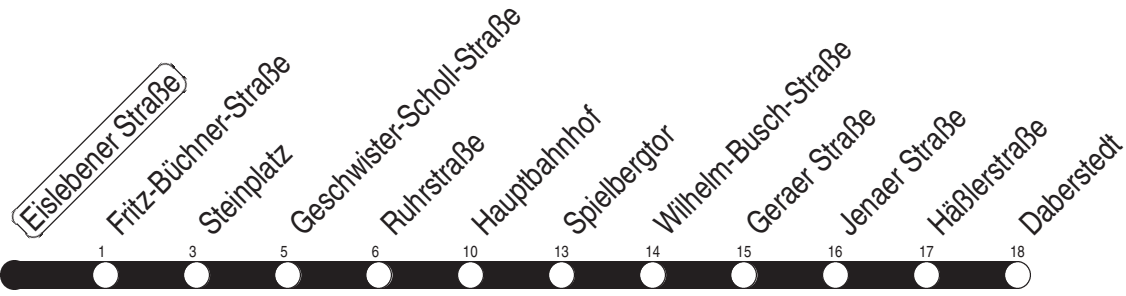 Eislebener Straße
Fritz-Büchner-Straße
Steinplatz
Geschwister-Scholl-Straße
Ruhrstraße
Hauptbahnhof
Spielbergtor
Wilhelm-Busch-Straße
Geraer Straße
Jenaer Straße
Häßlerstraße
Daberstedt
1 3 5 6 10 13 14 15 16 17 18